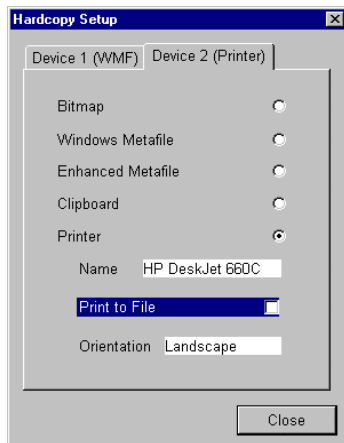 Hardcopy Setup
Device 1 (WMF) Device 2 (Printer)
Bitmap
Windows Metafile
Enhanced Metafile
Clipboard
Printer
Name HP DeskJet 660C
Print to File
Orientation Landscape
Close